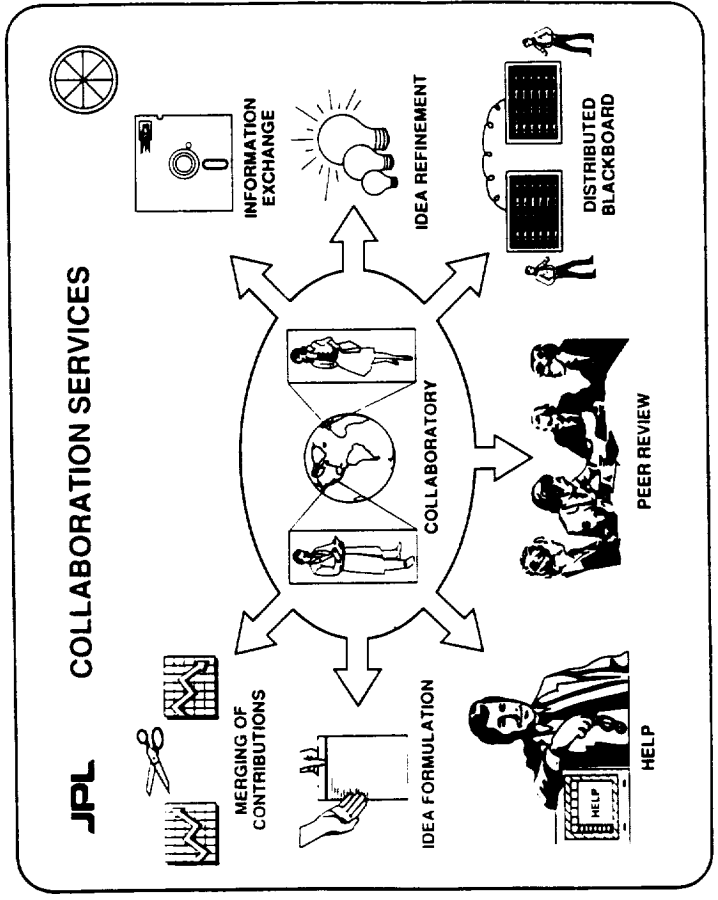 JPL
COLLABORATION SERVICES
MERGING OF
CONTRIBUTIONS
INFORMATION
EXCHANGE
IDEA FORMULATION
COLLABORATORY
IDEA REFINEMENT
HELP
HELP
PEER REVIEW
DISTRIBUTED
BLACKBOARD